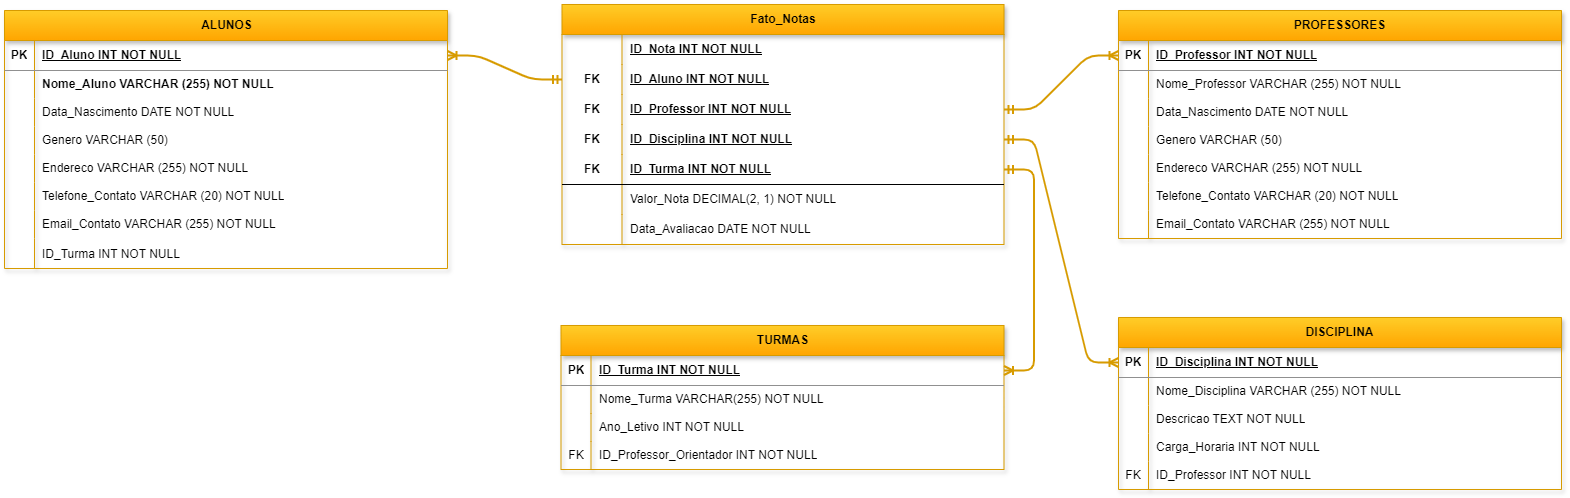 ALUNOS
PK ID_Aluno INT NOT NULL
Nome_Aluno VARCHAR (255) NOT NULL
Data_Nascimento DATE NOT NULL
Genero VARCHAR (50)
Endereco VARCHAR (255) NOT NULL
Telefone_Contato VARCHAR (20) NOT NULL
Email_Contato VARCHAR (255) NOT NULL
ID_Turma INT NOT NULL
Fato_Notas
ID_Nota INT NOT NULL
FK ID_Aluno INT NOT NULL
FK ID_Professor INT NOT NULL
FK ID_Disciplina INT NOT NULL
FK ID_Turma INT NOT NULL
Valor_Nota DECIMAL(2, 1) NOT NULL
Data_Avaliacao DATE NOT NULL
PROFESSORES
PK ID_Professor INT NOT NULL
Nome_Professor VARCHAR (255) NOT NULL
Data_Nascimento DATE NOT NULL
Genero VARCHAR (50)
Endereco VARCHAR (255) NOT NULL
Telefone_Contato VARCHAR (20) NOT NULL
Email_Contato VARCHAR (255) NOT NULL
TURMAS
PK ID_Turma INT NOT NULL
Nome_Turma VARCHAR(255) NOT NULL
Ano_Letivo INT NOT NULL
FK ID_Professor_Orientador INT NOT NULL
DISCIPLINA
PK ID_Disciplina INT NOT NULL
Nome_Disciplina VARCHAR (255) NOT NULL
Descricao TEXT NOT NULL
Carga_Horaria INT NOT NULL
FK ID_Professor INT NOT NULL